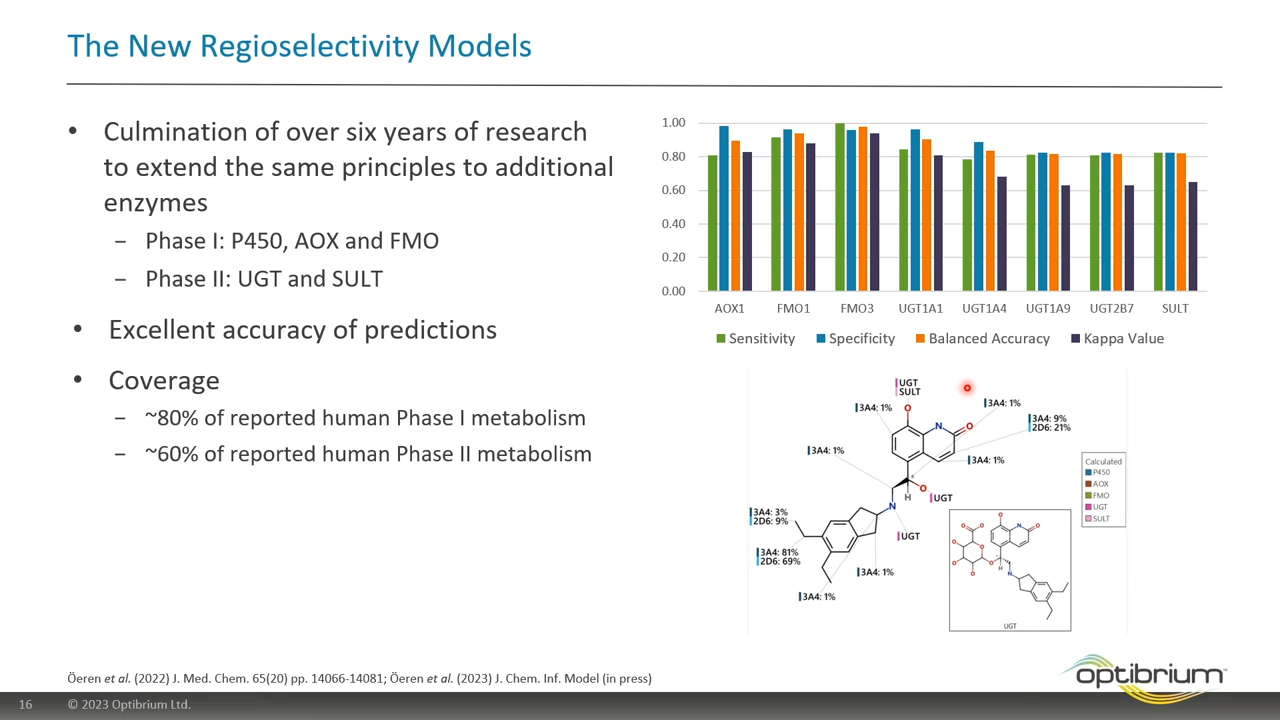 The New Regioselectivity Models
• Culmination of over six years of research
to extend the same principles to additional
enzymes
− Phase I: P450, AOX and FMO
− Phase II: UGT and SULT
• Excellent accuracy of predictions
• Coverage
− ~80% of reported human Phase I metabolism
− ~60% of reported human Phase II metabolism
1.00
0.80
0.60
0.40
0.20
0.00
AOX1 FMO1 FMO3 UGT1A1 UGT1A4 UGT1A9 UGT2B7 SULT
Sensitivity Specificity Balanced Accuracy Kappa Value
UGT
SULT
3A4: 1%
O
3A4: 1%
3A4: 9%
2D6: 21%
N
O
3A4: 1%
3A4: 1%
H
O
UGT
N
UGT
3A4: 3%
2D6: 9%
3A4: 81%
2D6: 69%
3A4: 1%
3A4: 1%
Calculated
P450
AOX
FMO
UGT
SULT
O
O
O
N
O
O
O
O
O
O
H
N
UGT
Öeren et al. (2022) J. Med. Chem. 65(20) pp. 14066-14081; Öeren et al. (2023) J. Chem. Inf. Model (in press)
optibrium™
16 © 2023 Optibrium Ltd.